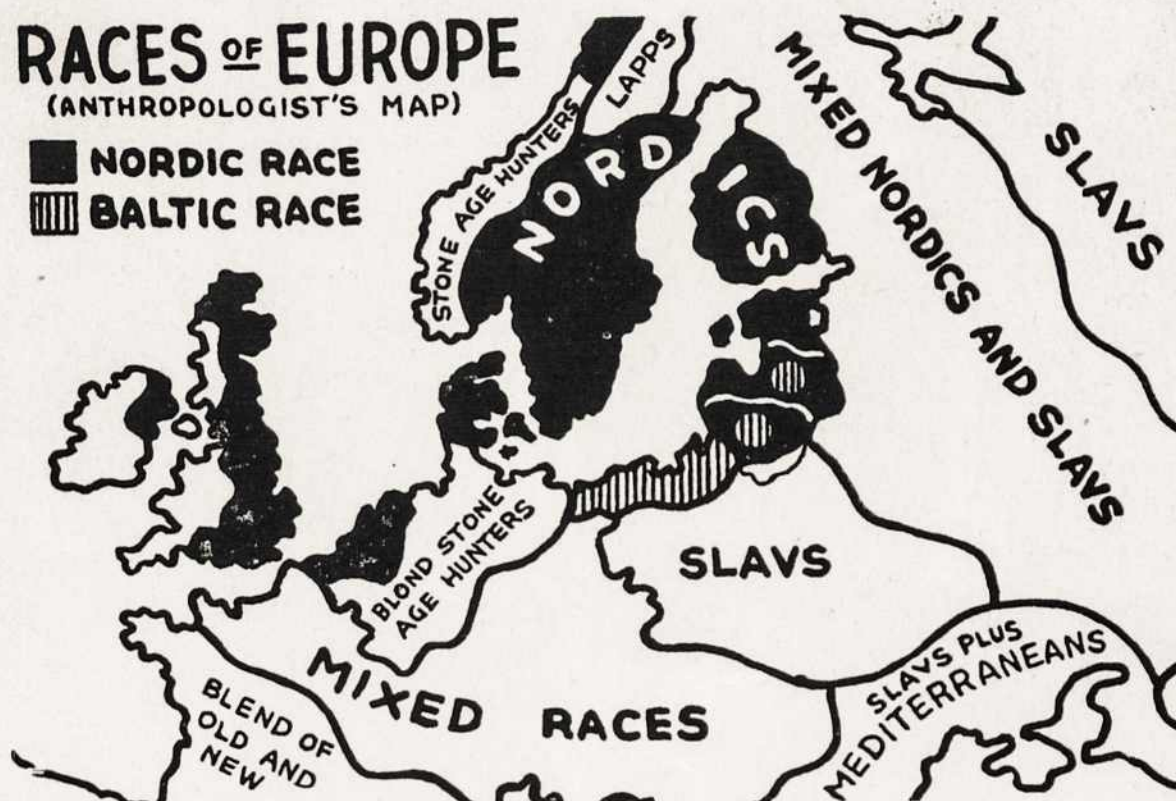 RACES OF EUROPE
(ANTHROPOLOGIST'S MAP)
NORDIC RACE
BALTIC RACE
LAPPS
STONE AGE HUNTERS
NORDICS
MIXED NORDICS AND SLAVS
SLAVS
BLOND STONE
AGE HUNTERS
SLAVS
SLAVS PLUS
MEDITERRANEANS
MIXED RACES
BLEND OF
OLD AND
NEW